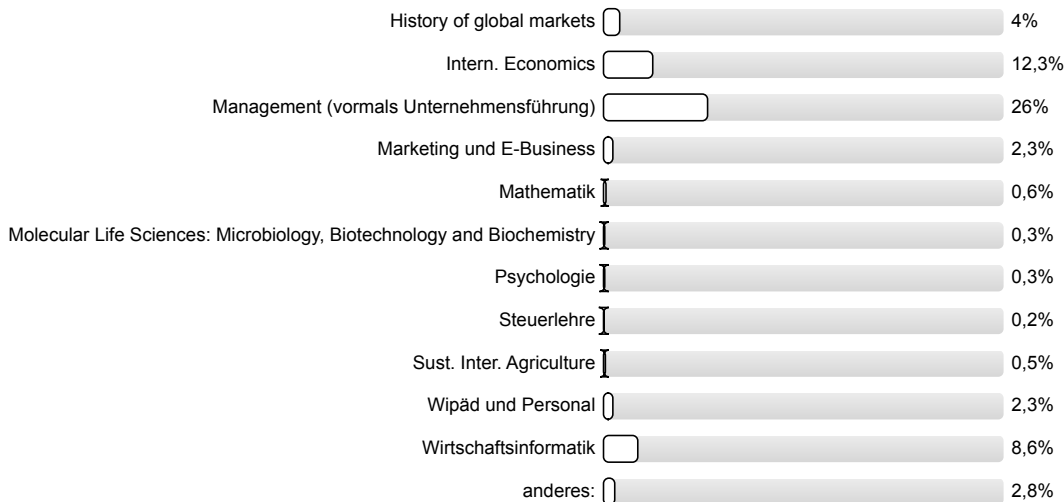 History of global markets 4%
Intern. Economics 12,3%
Management (vormals Unternehmensführung) 26%
Marketing und E-Business 2,3%
Mathematik 0,6%
Molecular Life Sciences: Microbiology, Biotechnology and Biochemistry 0,3%
Psychologie 0,3%
Steuerlehre 0,2%
Sust. Inter. Agriculture 0,5%
Wipäd und Personal 2,3%
Wirtschaftsinformatik 8,6%
anderes: 2,8%